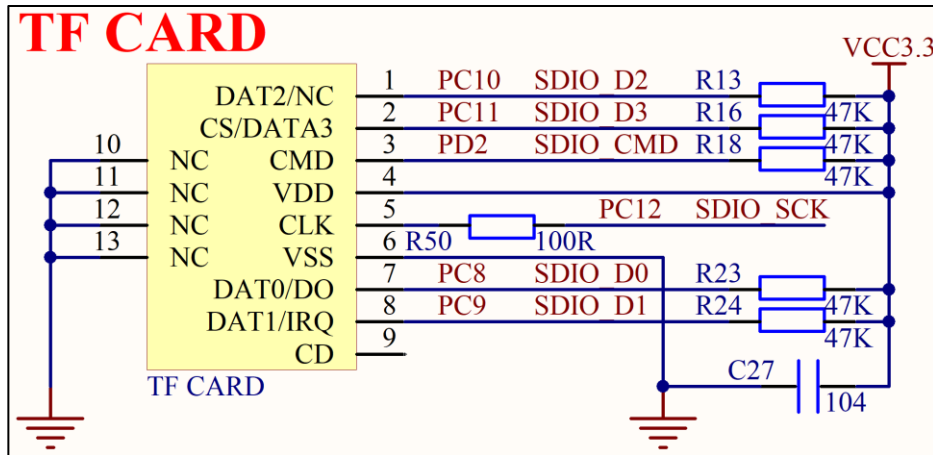 TF CARD
VCC3.3
DAT2/NC 1 PC10 SDIO_D2 R13 47K
CS/DATA3 2 PC11 SDIO_D3 R16 47K
10 NC CMD 3 PD2 SDIO_CMD R18 47K
11 NC VDD 4
12 NC CLK 5 R50 100R PC12 SDIO_SCK
13 NC VSS 6
DAT0/DO 7 PC8 SDIO_D0 R23 47K
DAT1/IRQ 8 PC9 SDIO_D1 R24 47K
CD 9
TF CARD
C27 104